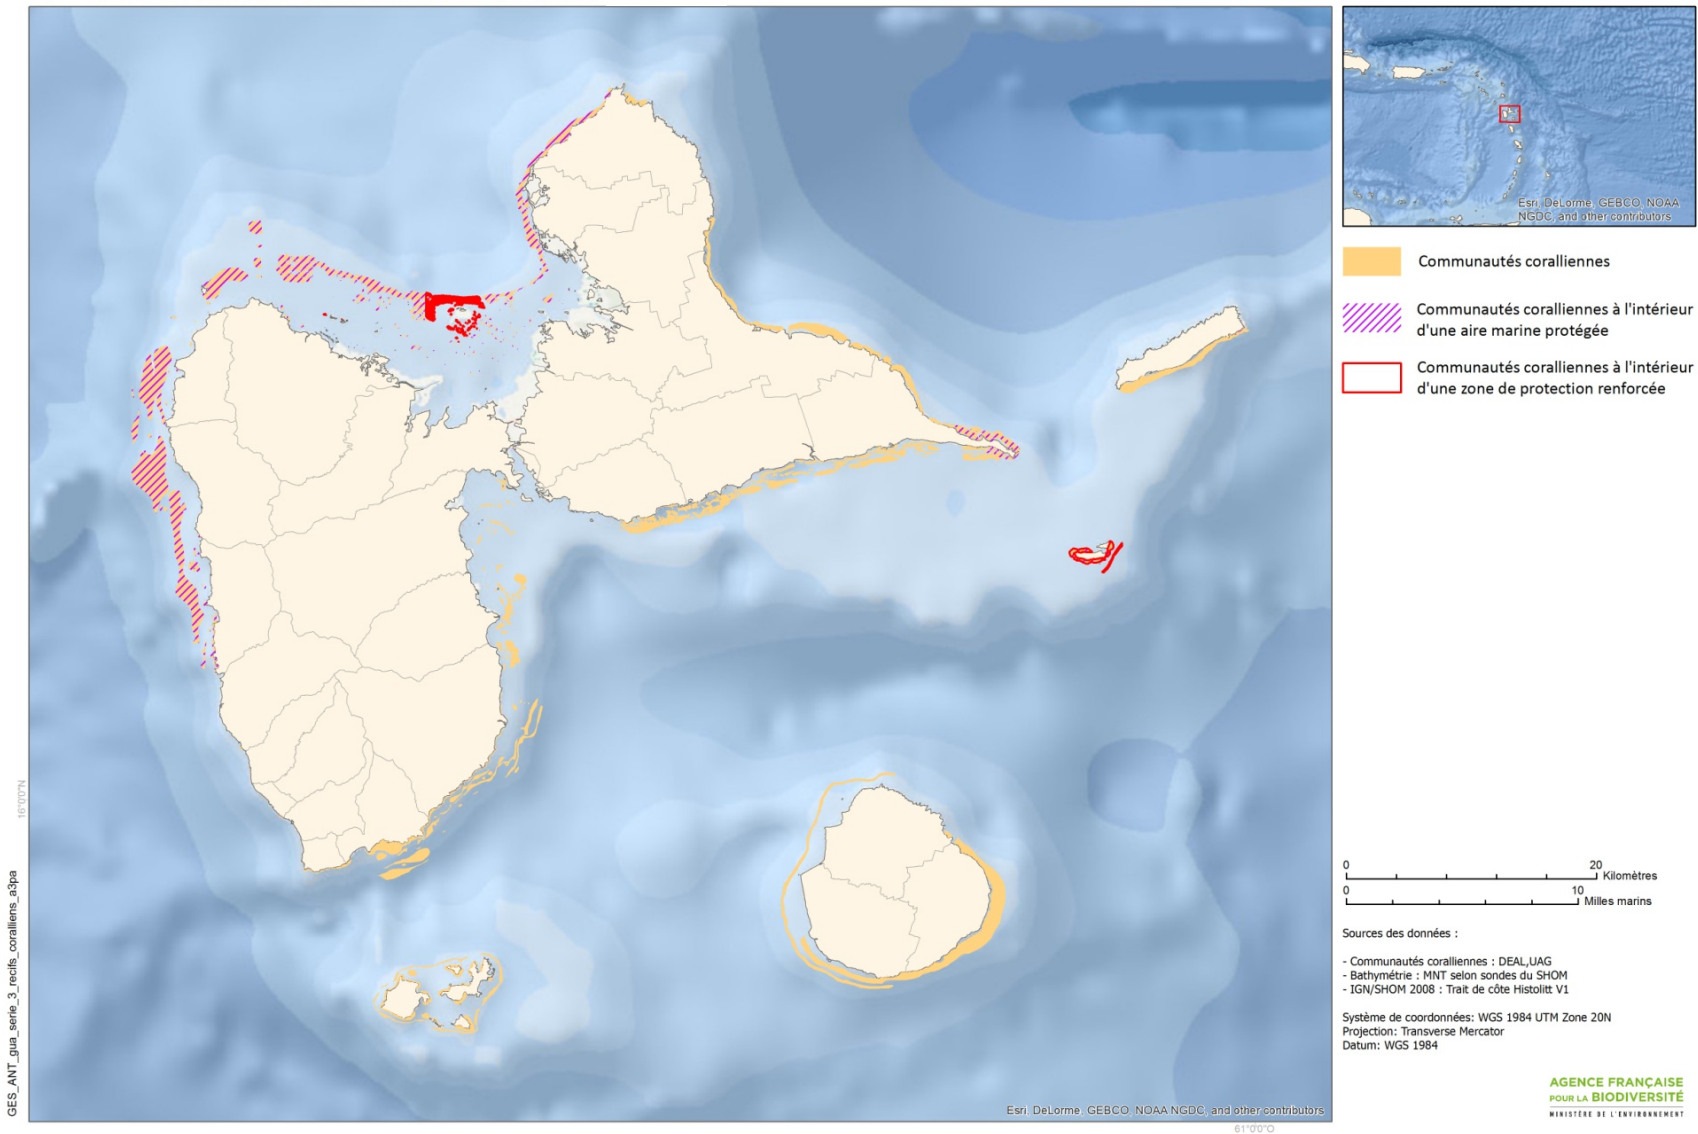 Esri, DeLorme, GEBCO, NOAA
NGDC, and other contributors
Communautés coralliennes
Communautés coralliennes à l'intérieur
d'une aire marine protégée
Communautés coralliennes à l'intérieur
d'une zone de protection renforcée
0 20
Kilomètres
0 10
Milles marins
Sources des données :
- Communautés coralliennes : DEAL,UAG
- Bathymétrie : MNT selon sondes du SHOM
- IGN/SHOM 2008 : Trait de côte Histolitt V1
Système de coordonnées: WGS 1984 UTM Zone 20N
Projection: Transverse Mercator
Datum: WGS 1984
AGENCE FRANÇAISE
POUR LA BIODIVERSITÉ
MINISTÈRE DE L'ENVIRONNEMENT
Esri, DeLorme, GEBCO, NOAA NGDC, and other contributors
61°0'0"O
16°0'0"N
GES_ANT_gua_serie_3_recifs_coralliens_a3pa